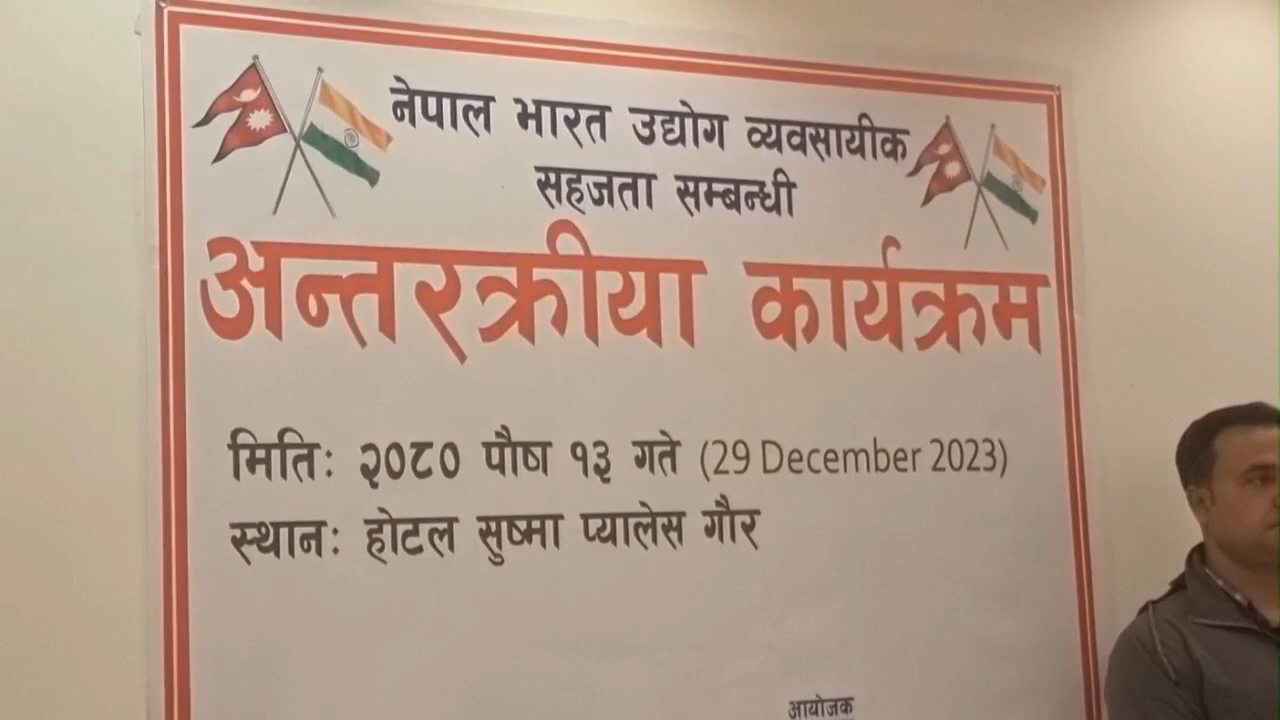 नेपाल भारत उद्योग व्यवसायीक
सहजता सम्बन्धी
अन्तरक्रीया कार्यक्रम
मितिः २०८० पौष १३ गते (29 December 2023)
स्थानः होटल सुष्मा प्यालेस गौर
आयोजक